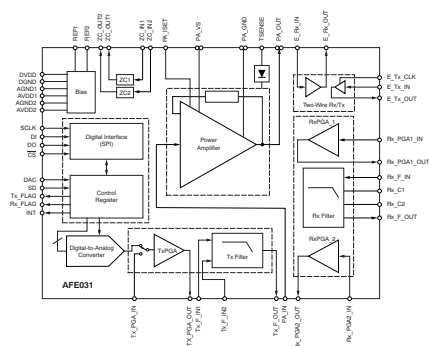 REF1
REF2
ZC_OUT2
ZC_OUT1
ZC_IN1
ZC_IN2
PA_ISET
PA_VS
PA_GND
TSENSE
PA_OUT
E_Rx_IN
E_Rx_OUT
DVDD
DGND
AGND1
AVDD1
AGND2
AVDD2
Bias
ZC1
ZC2
E_Tx_CLK
E_Tx_IN
E_Tx_OUT
Two-Wire Rx/Tx
SCLK
DI
DO
CS
Digital Interface
(SPI)
Power
Amplifier
RxPGA_1
Rx_PGA1_IN
Rx_PGA1_OUT
DAC
SD
Tx_FLAG
Rx_FLAG
INT
Control
Register
Rx_F_IN
Rx_C1
Rx_C2
Rx_F_OUT
Rx Filter
Digital-to-Analog
Converter
TxPGA
Tx Filter
RxPGA_2
AFE031
Tx_PGA_IN
TX_PGA_OUT
Tx_F_IN1
Tx_F_IN2
Tx_F_OUT
PA_IN
Rx_PGA2_OUT
Rx_PGA2_IN